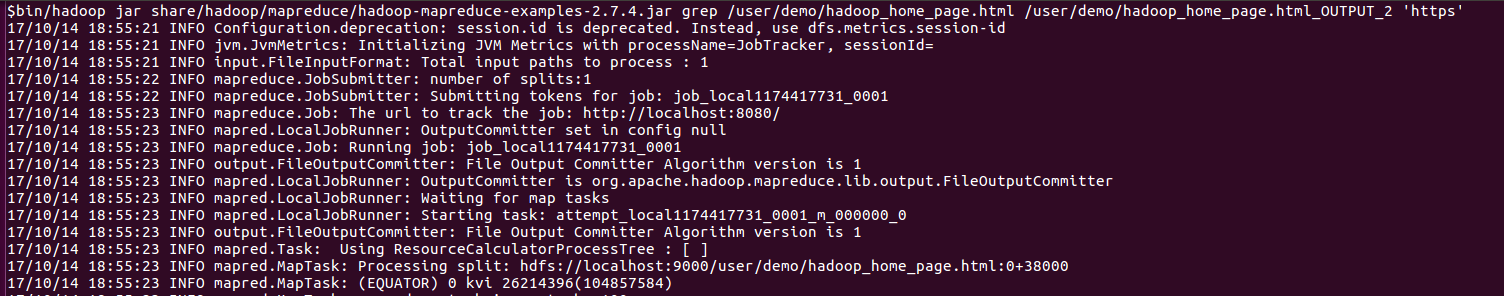 $bin/hadoop jar share/hadoop/mapreduce/hadoop-mapreduce-examples-2.7.4.jar grep /user/demo/hadoop_home_page.html /user/demo/hadoop_home_page.html_OUTPUT_2 'https'
17/10/14 18:55:21 INFO Configuration.deprecation: session.id is deprecated. Instead, use dfs.metrics.session-id
17/10/14 18:55:21 INFO jvm.JvmMetrics: Initializing JVM Metrics with processName=JobTracker, sessionId=
17/10/14 18:55:21 INFO input.FileInputFormat: Total input paths to process : 1
17/10/14 18:55:22 INFO mapreduce.JobSubmitter: number of splits:1
17/10/14 18:55:22 INFO mapreduce.JobSubmitter: Submitting tokens for job: job_local1174417731_0001
17/10/14 18:55:23 INFO mapreduce.Job: The url to track the job: http://localhost:8080/
17/10/14 18:55:23 INFO mapred.LocalJobRunner: OutputCommitter set in config null
17/10/14 18:55:23 INFO mapreduce.Job: Running job: job_local1174417731_0001
17/10/14 18:55:23 INFO output.FileOutputCommitter: File Output Committer Algorithm version is 1
17/10/14 18:55:23 INFO mapred.LocalJobRunner: OutputCommitter is org.apache.hadoop.mapreduce.lib.output.FileOutputCommitter
17/10/14 18:55:23 INFO mapred.LocalJobRunner: Waiting for map tasks
17/10/14 18:55:23 INFO mapred.LocalJobRunner: Starting task: attempt_local1174417731_0001_m_000000_0
17/10/14 18:55:23 INFO output.FileOutputCommitter: File Output Committer Algorithm version is 1
17/10/14 18:55:23 INFO mapred.Task:  Using ResourceCalculatorProcessTree : [ ]
17/10/14 18:55:23 INFO mapred.MapTask: Processing split: hdfs://localhost:9000/user/demo/hadoop_home_page.html:0+38000
17/10/14 18:55:23 INFO mapred.MapTask: (EQUATOR) 0 kvi 26214396(104857584)